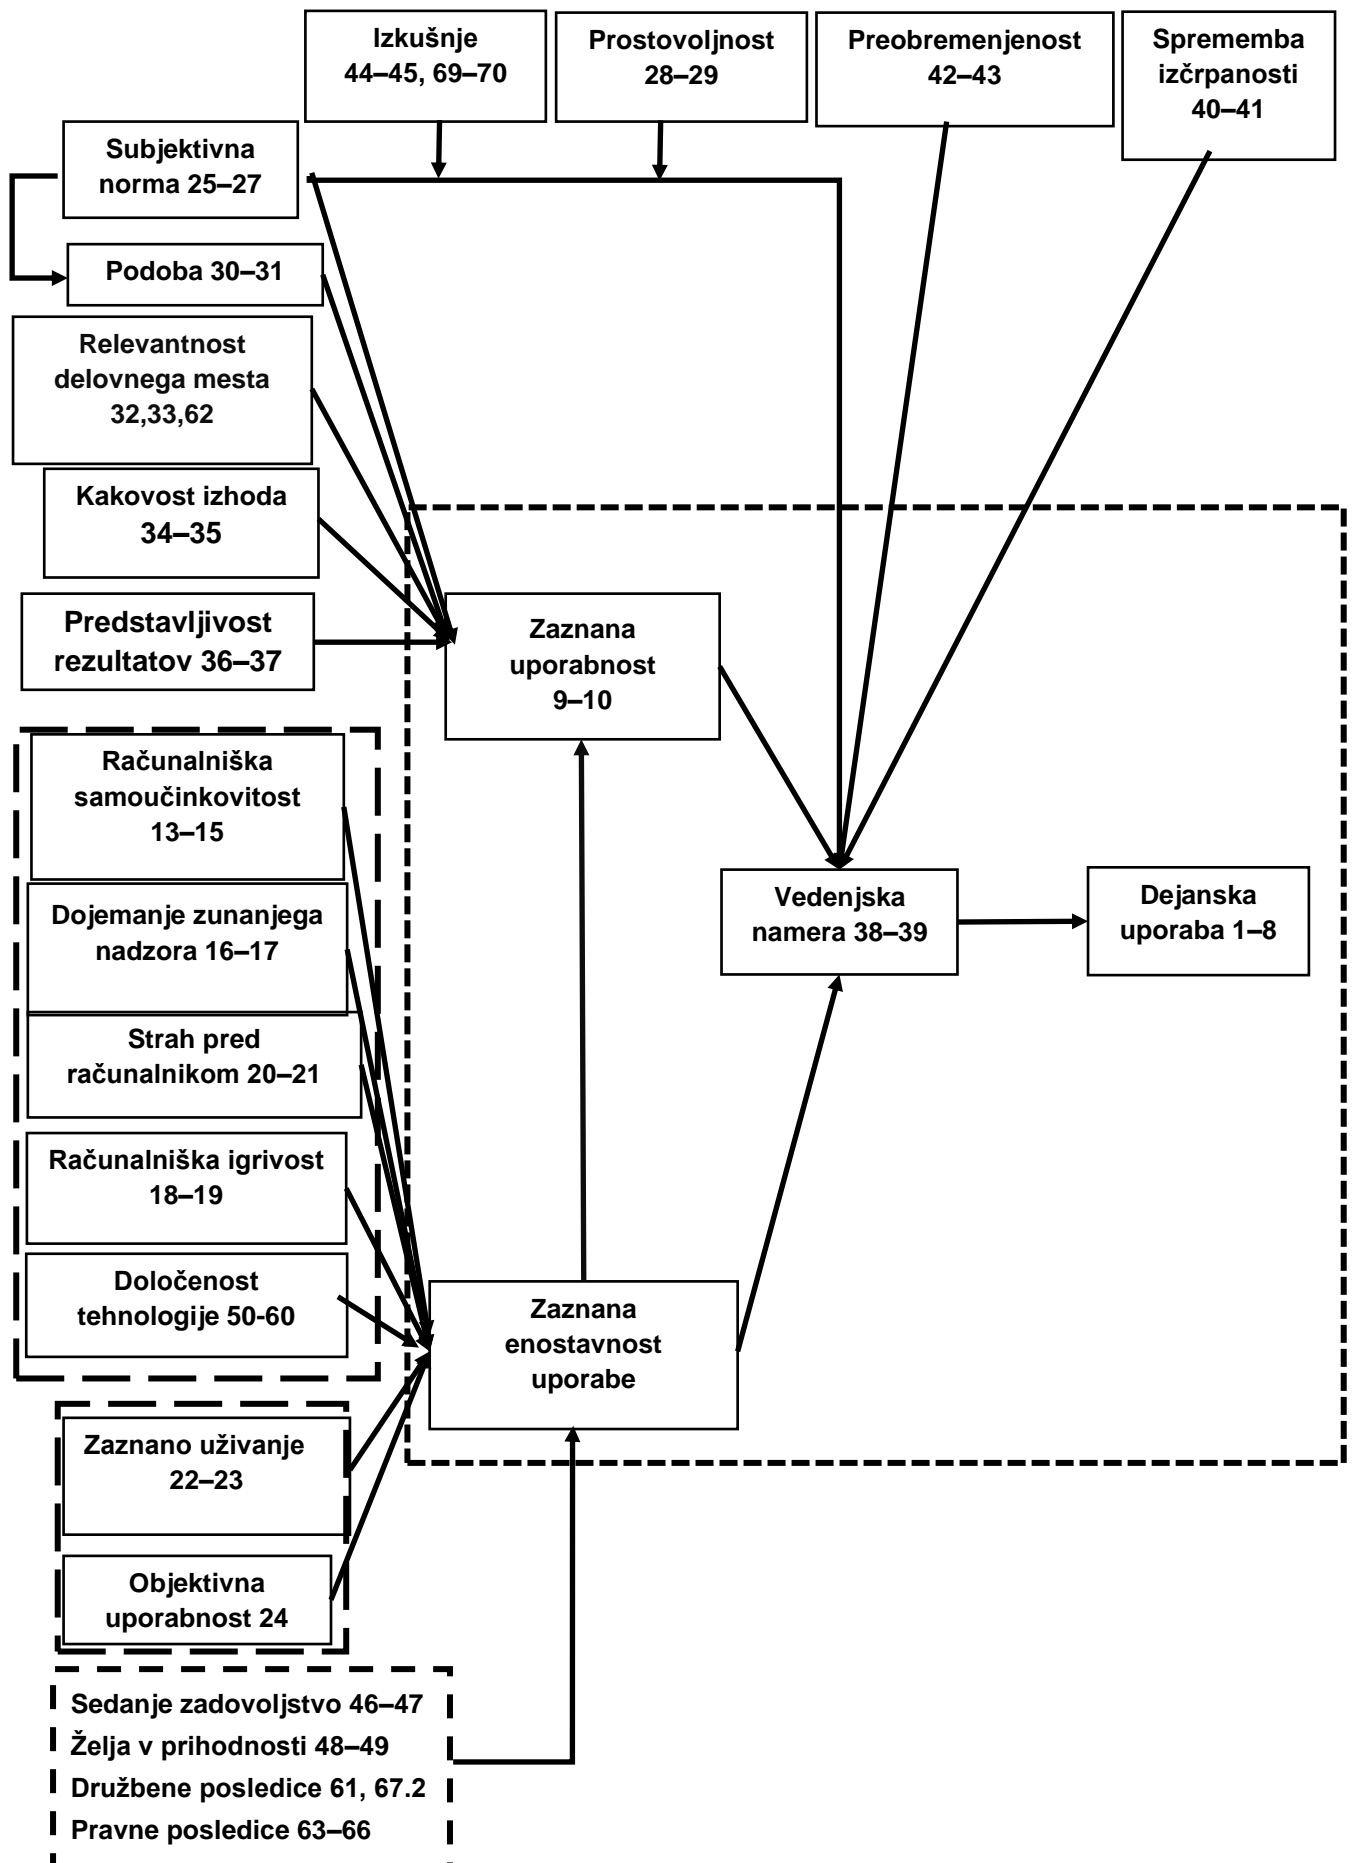 Izkušnje
44–45, 69–70
Prostovoljnost
28–29
Preobremenjenost
42–43
Sprememba
izčrpanosti
40–41
Subjektivna
norma 25–27
Podoba 30–31
Relevantnost
delovnega mesta
32,33,62
Kakovost izhoda
34–35
Predstavljivost
rezultatov 36–37
Zaznana
uporabnost
9–10
Računalniška
samoučinkovitost
13–15
Dojemanje zunanjega
nadzora 16–17
Strah pred
računalnikom 20–21
Računalniška igrivost
18–19
Določenost
tehnologije 50-60
Vedenjska
namera 38–39
Dejanska
uporaba 1–8
Zaznana
enostavnost
uporabe
Zaznano uživanje
22–23
Objektivna
uporabnost 24
Sedanje zadovoljstvo 46–47
Želja v prihodnosti 48–49
Družbene posledice 61, 67.2
Pravne posledice 63–66